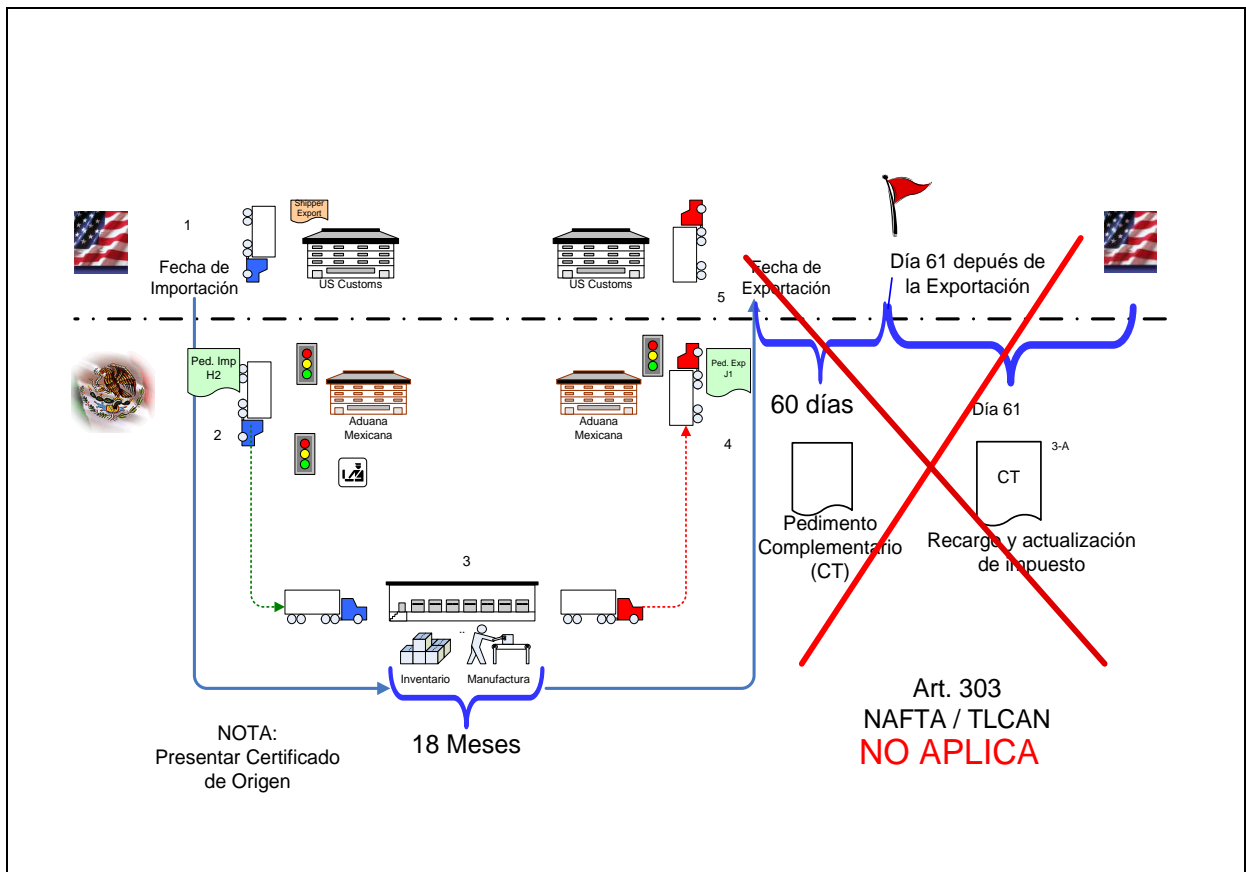 1
Fecha de
Importación
Shipper
Export
US Customs
US Customs
5
Fecha de
Exportación
Día 61 depués de
la Exportación
Ped. Imp
H2
2
Aduana
Mexicana
Aduana
Mexicana
Ped. Exp
J1
4
60 días
Día 61
Pedimento
Complementario
(CT)
CT
3-A
Recargo y actualización
de impuesto
3
Inventario
Manufactura
18 Meses
NOTA:
Presentar Certificado
de Origen
Art. 303
NAFTA / TLCAN
NO APLICA